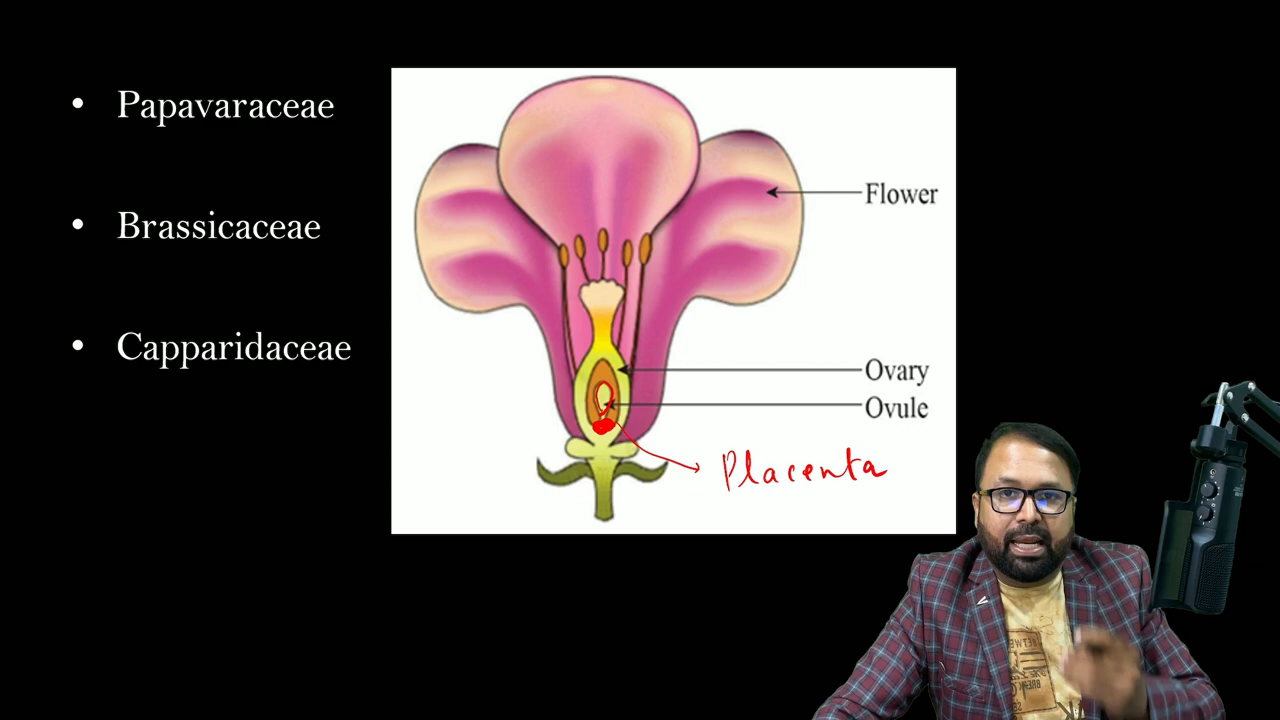 • Papavaraceae
• Brassicaceae
• Capparidaceae
Flower
Ovary
Ovule
Placenta